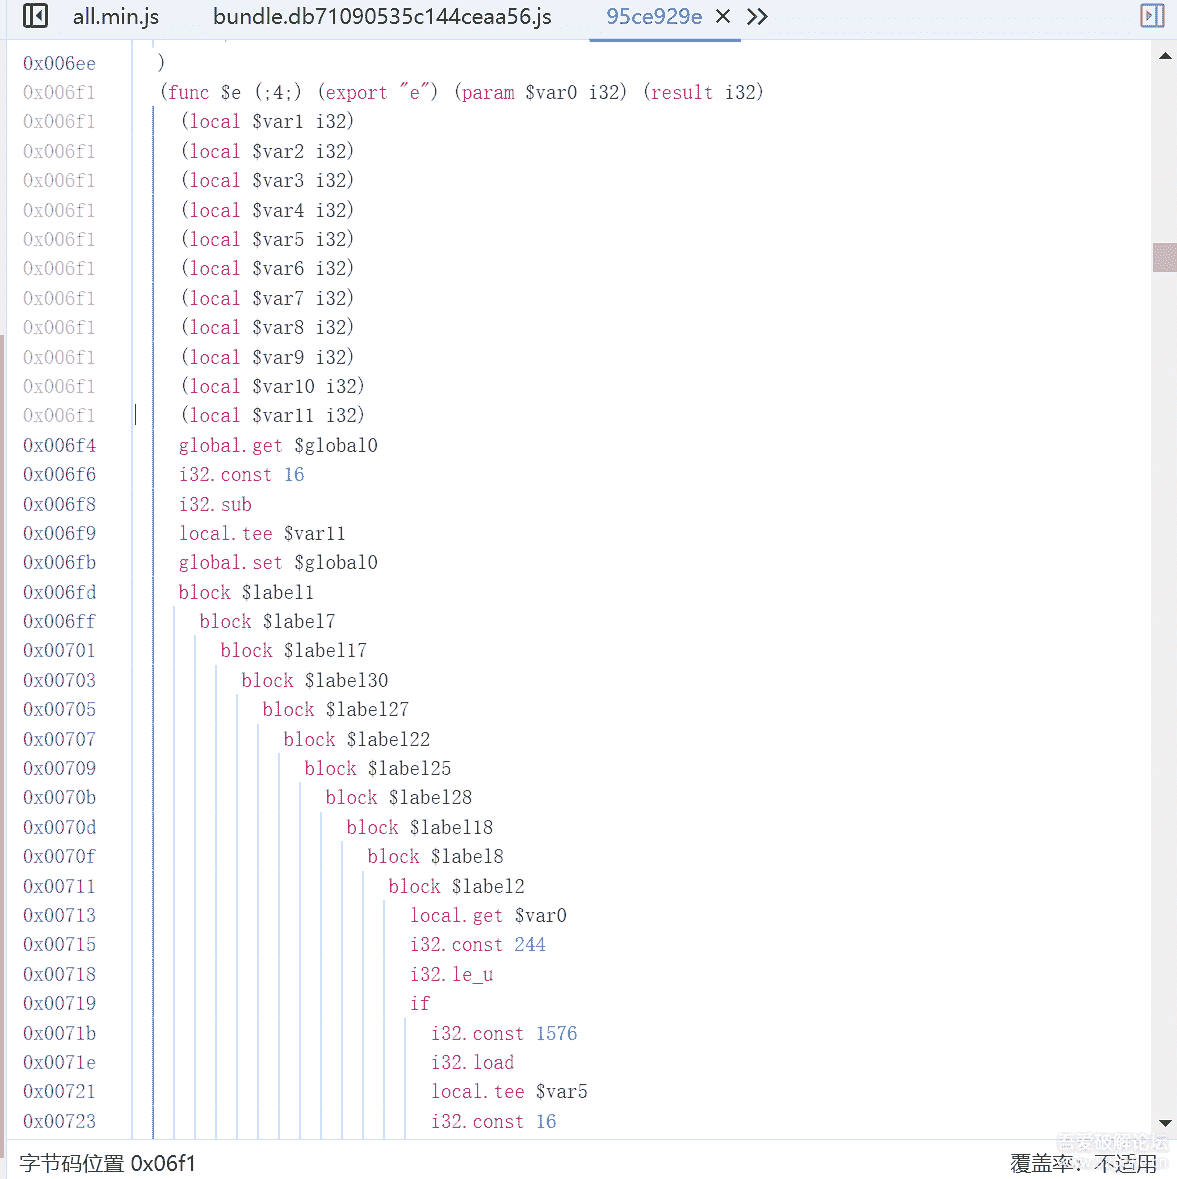 all.min.js bundle.db71090535c144ceaa56.js 95ce929e
0x006ee )
0x006f1 (func $e (;4;) (export "e") (param $var0 i32) (result i32)
0x006f1 (local $var1 i32)
0x006f1 (local $var2 i32)
0x006f1 (local $var3 i32)
0x006f1 (local $var4 i32)
0x006f1 (local $var5 i32)
0x006f1 (local $var6 i32)
0x006f1 (local $var7 i32)
0x006f1 (local $var8 i32)
0x006f1 (local $var9 i32)
0x006f1 (local $var10 i32)
0x006f1 (local $var11 i32)
0x006f4 global.get $global0
0x006f6 i32.const 16
0x006f8 i32.sub
0x006f9 local.tee $var11
0x006fb global.set $global0
0x006fd block $label1
0x006ff block $label7
0x00701 block $label17
0x00703 block $label30
0x00705 block $label27
0x00707 block $label22
0x00709 block $label25
0x0070b block $label28
0x0070d block $label18
0x0070f block $label8
0x00711 block $label2
0x00713 local.get $var0
0x00715 i32.const 244
0x00718 i32.le_u
0x00719 if
0x0071b i32.const 1576
0x0071e i32.load
0x00721 local.tee $var5
0x00723 i32.const 16
吾爱破解论坛
字节码位置 0x06f1 覆盖率：不适用